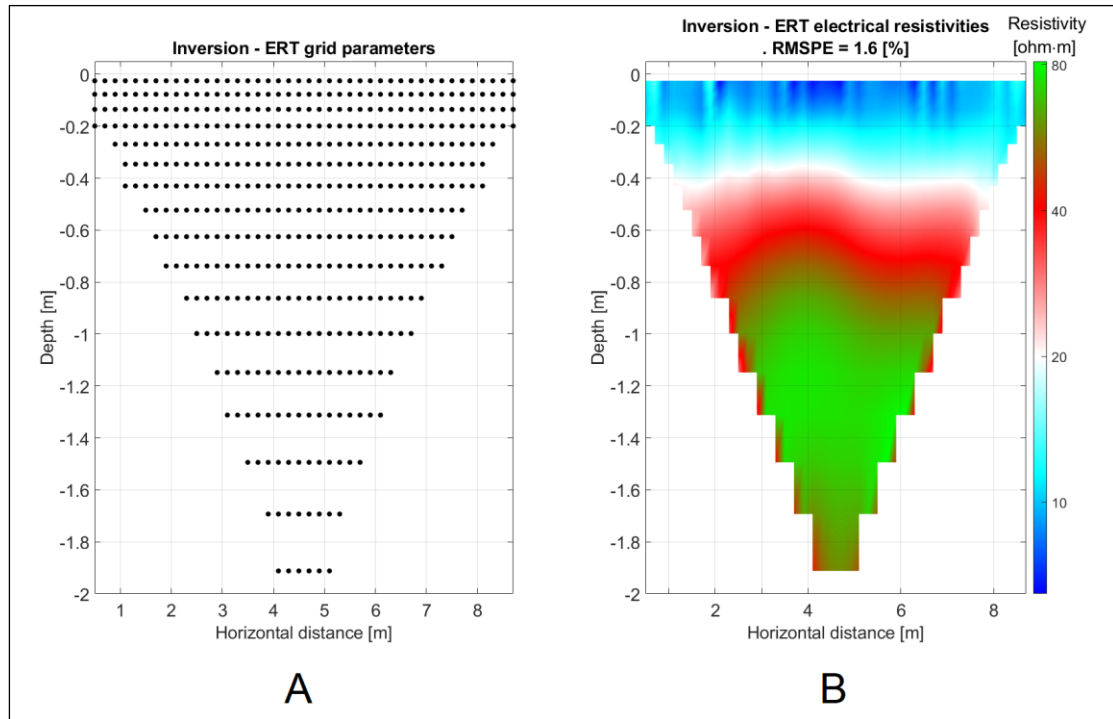 Inversion - ERT grid parameters
0
-0.2
-0.4
-0.6
-0.8
-1
-1.2
-1.4
-1.6
-1.8
-2
Depth [m]
1 2 3 4 5 6 7 8
Horizontal distance [m]
A
Inversion - ERT electrical resistivities
. RMSPE = 1.6 [%]
0
-0.2
-0.4
-0.6
-0.8
-1
-1.2
-1.4
-1.6
-1.8
-2
Depth [m]
2 4 6 8
Horizontal distance [m]
B
Resistivity
[ohm·m]
80
40
20
10